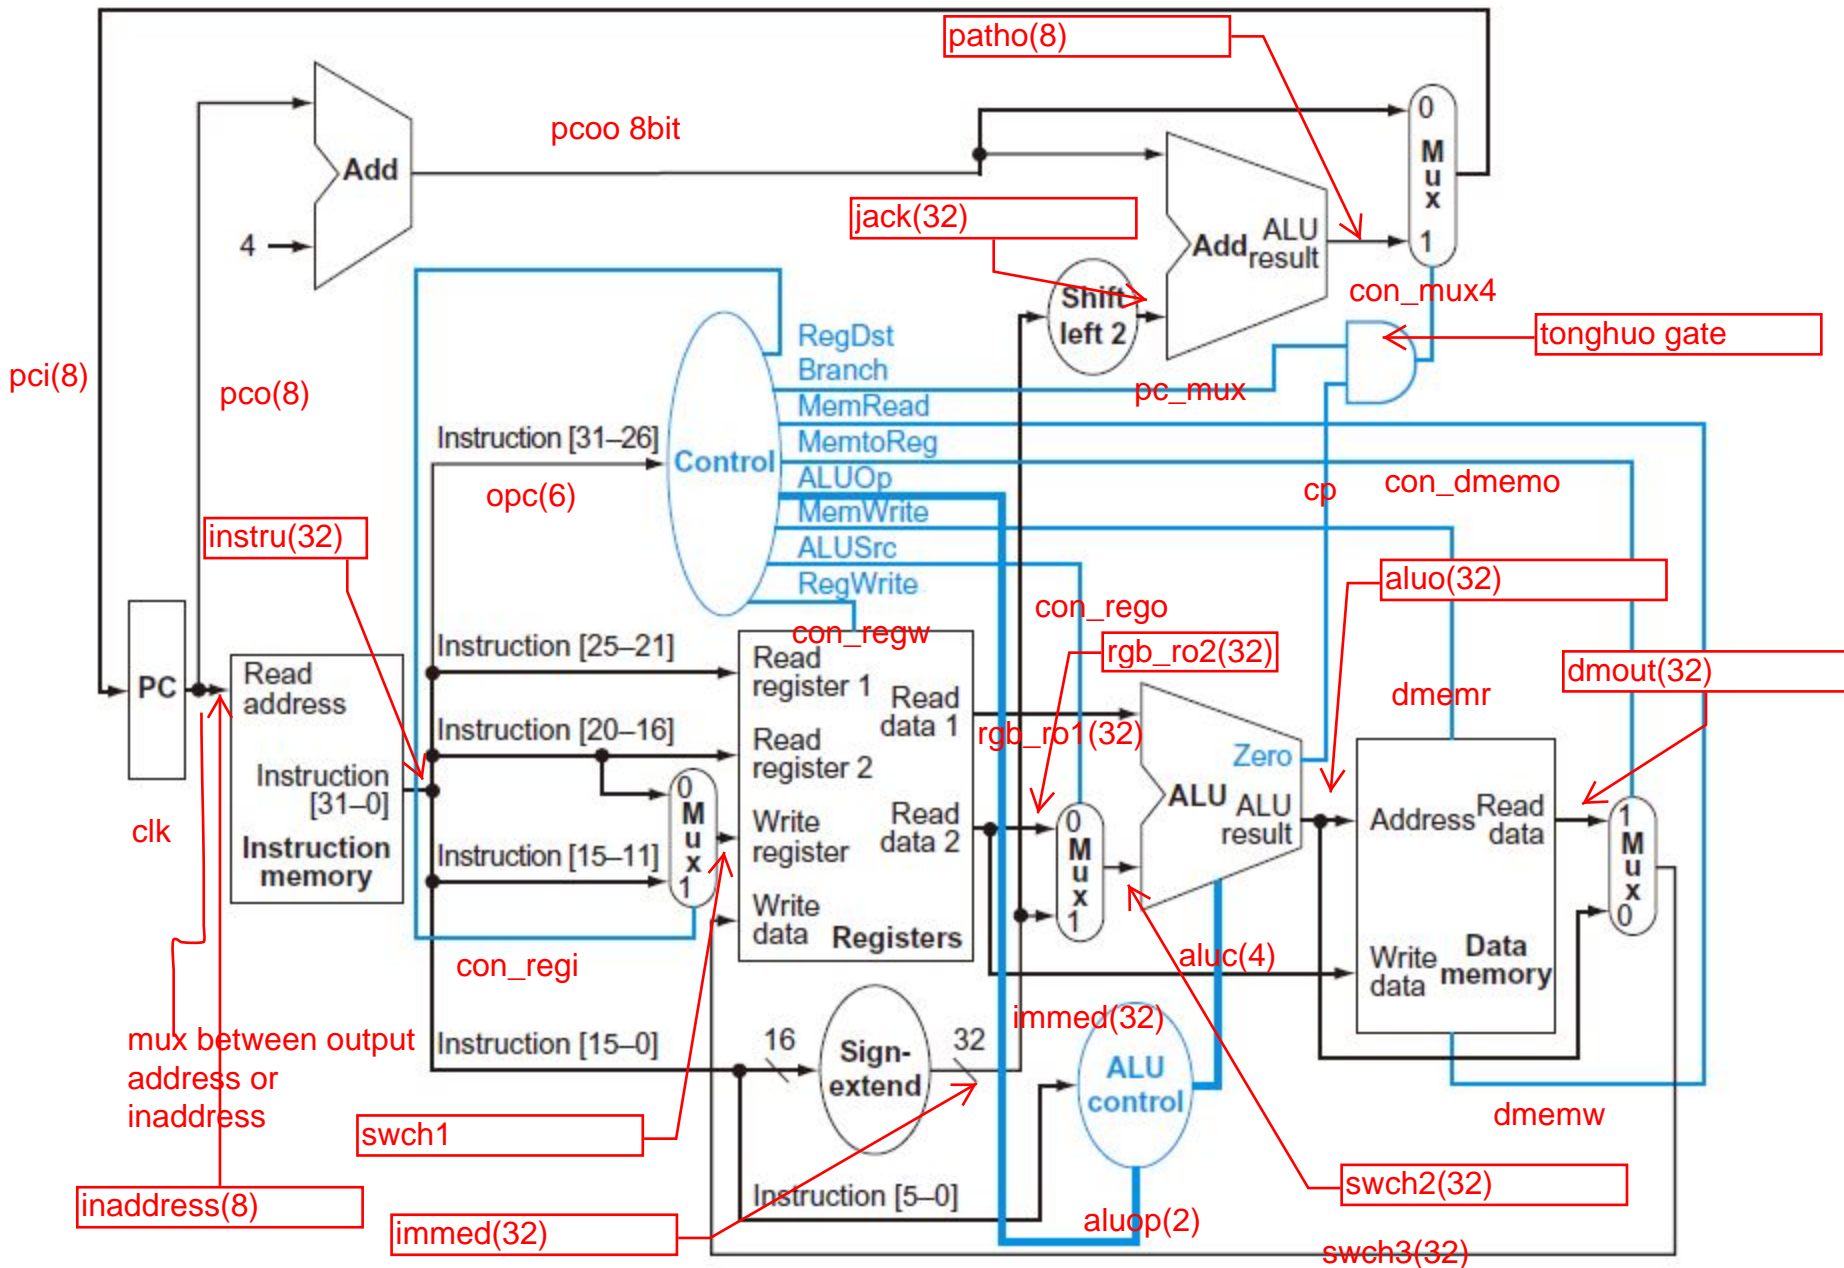 patho(8)
0
M
u
x
1
pcoo 8bit
Add
4
jack(32)
Add
ALU
result
Shift
left 2
con_mux4
tonghuo gate
pci(8)
pco(8)
RegDst
Branch
pc_mux
MemRead
MemtoReg
ALUOp
MemWrite
ALUSrc
RegWrite
Control
Instruction [31–26]
opc(6)
cp
con_dmemo
instru(32)
aluo(32)
con_rego
con_regw
rgb_ro2(32)
dmout(32)
dmemr
PC
Read
address
Instruction
[31–0]
Instruction
memory
clk
Instruction [25–21]
Instruction [20–16]
Instruction [15–11]
0
M
u
x
1
Read
register 1
Read
data 1
rgb_ro1(32)
Read
register 2
Write
register
Read
data 2
Write
data
Registers
0
M
u
x
1
Zero
ALU
ALU
result
Address
Read
data
Write
data
Data
memory
1
M
u
x
0
con_regi
aluc(4)
immed(32)
mux between output
address or
inaddress
Instruction [15–0]
16
Sign-
extend
32
ALU
control
dmemw
swch1
swch2(32)
inaddress(8)
Instruction [5–0]
immed(32)
aluop(2)
swch3(32)